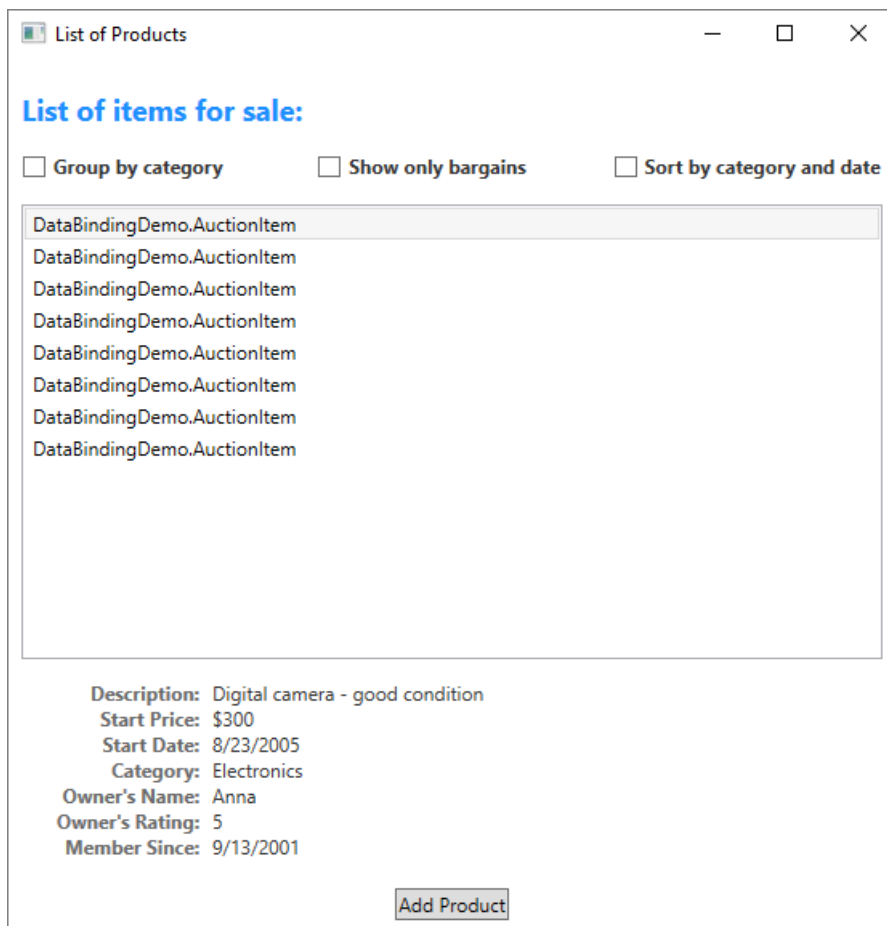 List of Products
List of items for sale:
Group by category Show only bargains Sort by category and date
DataBindingDemo.AuctionItem
DataBindingDemo.AuctionItem
DataBindingDemo.AuctionItem
DataBindingDemo.AuctionItem
DataBindingDemo.AuctionItem
DataBindingDemo.AuctionItem
DataBindingDemo.AuctionItem
DataBindingDemo.AuctionItem
Description: Digital camera - good condition
Start Price: $300
Start Date: 8/23/2005
Category: Electronics
Owner's Name: Anna
Owner's Rating: 5
Member Since: 9/13/2001
Add Product